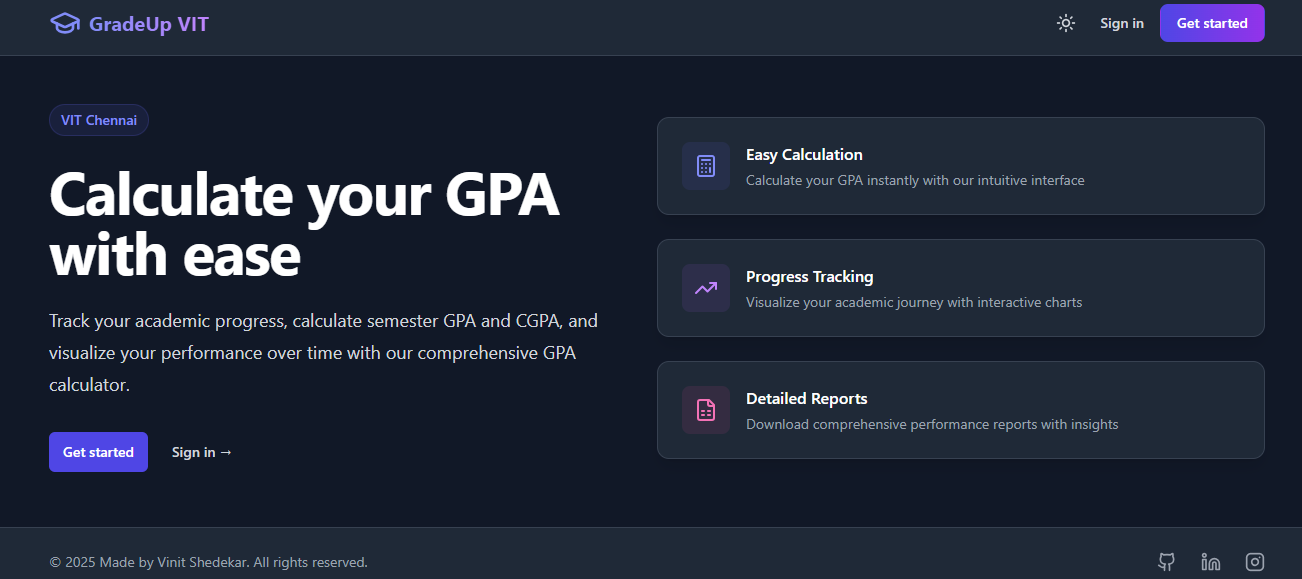 GradeUp VIT
Sign in
Get started
VIT Chennai
Calculate your GPA
with ease
Track your academic progress, calculate semester GPA and CGPA, and
visualize your performance over time with our comprehensive GPA
calculator.
Get started
Sign in →
Easy Calculation
Calculate your GPA instantly with our intuitive interface
Progress Tracking
Visualize your academic journey with interactive charts
Detailed Reports
Download comprehensive performance reports with insights
© 2025 Made by Vinit Shedekar. All rights reserved.